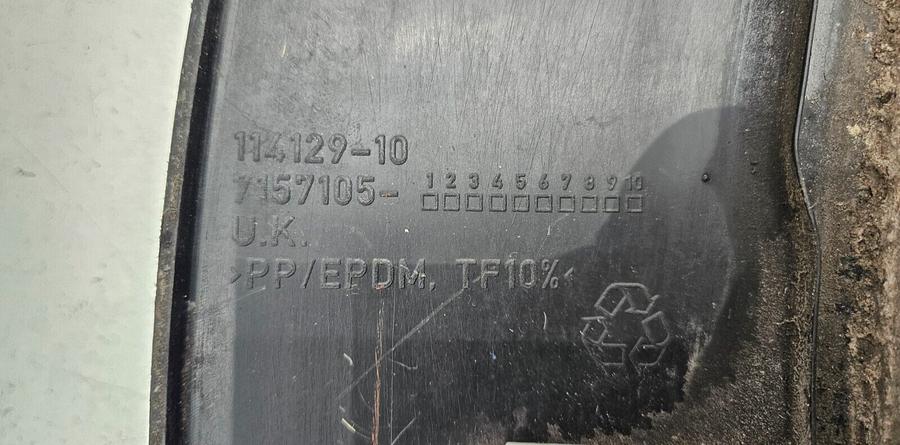 114129-10
7157105- 1 2 3 4 5 6 7 8 9 10
U.K.
>PP/EPDM, TF10%<